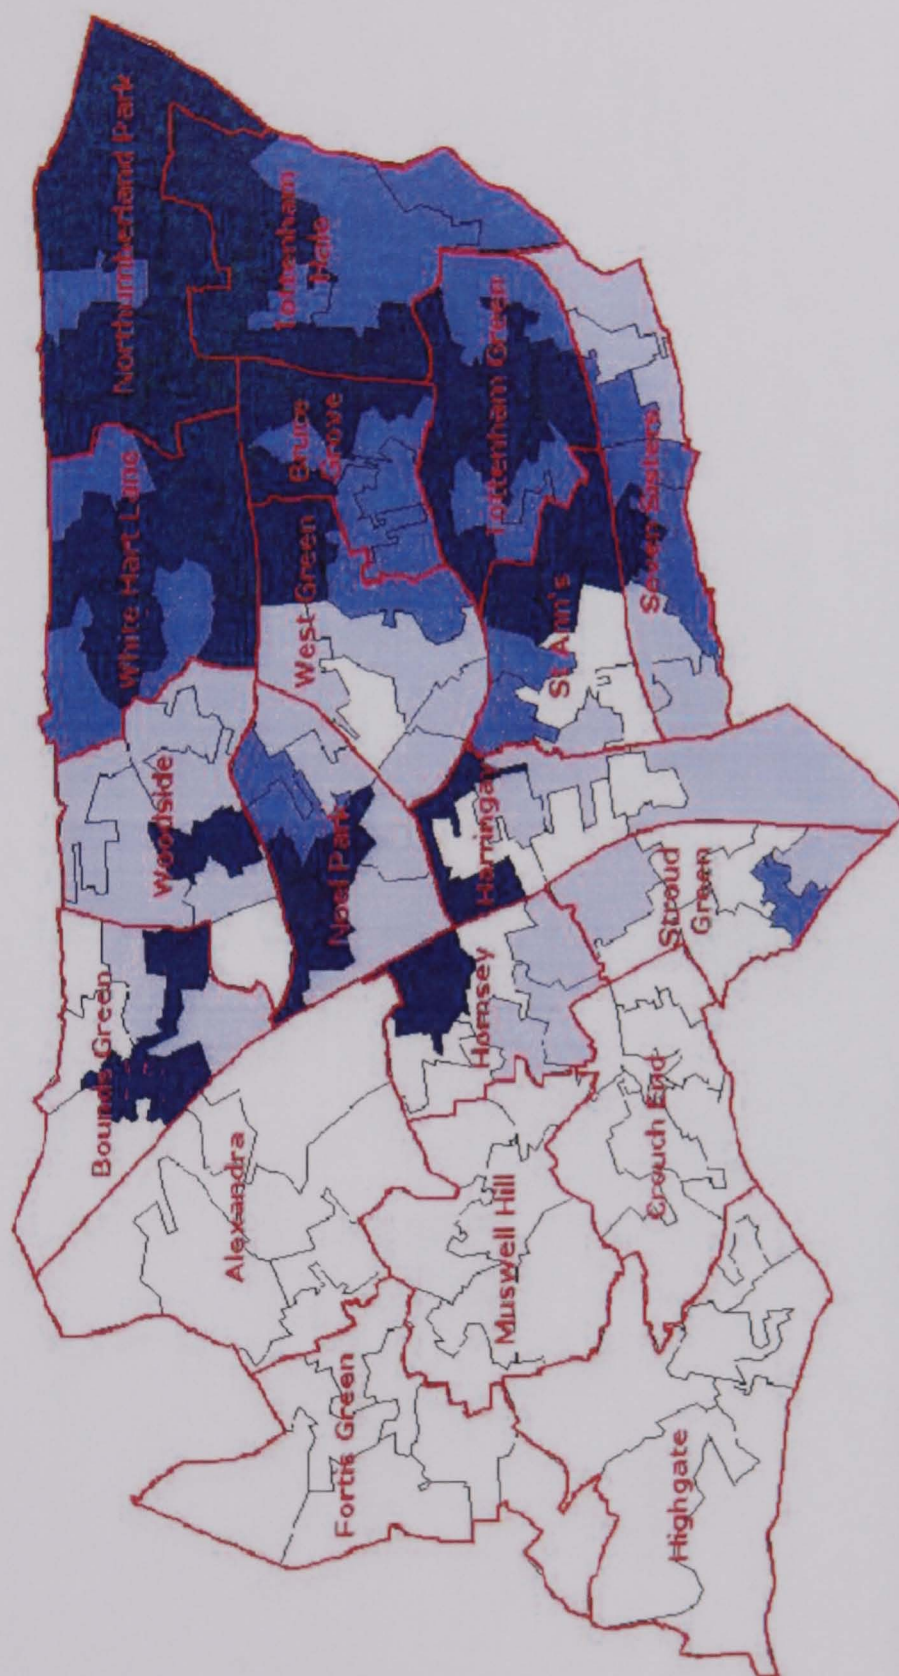 Northumberland Park
Tottenham
Hale
White Hart Lane
Bruce
Grove
Tottenham Green
West Green
St.Ann's
Seven Sisters
Woodside
Noel Park
Harringay
Bounds Green
Hornsey
Stroud
Green
Alexandra
Muswell Hill
Crouch End
Fortis Green
Highgate